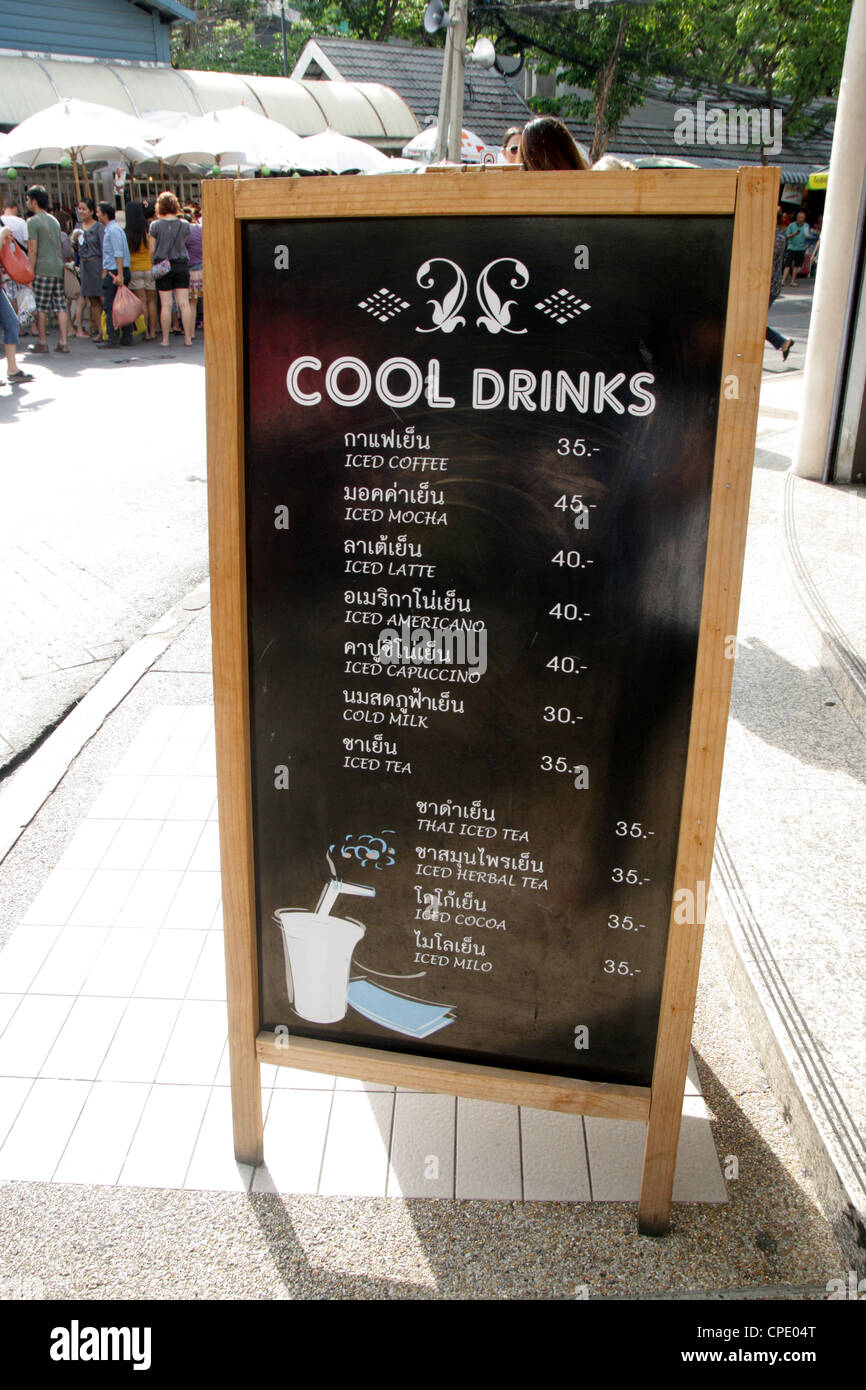 COOL DRINKS
กาแฟเย็น 35.-
ICED COFFEE
มอคค่าเย็น 45.-
ICED MOCHA
ลาเต้เย็น 40.-
ICED LATTE
อเมริกาโน่เย็น 40.-
ICED AMERICANO
คาปูชิโน่เย็น 40.-
ICED CAPUCCINO
นมสดภูฟ้าเย็น 30.-
COLD MILK
ชาเย็น 35.-
ICED TEA
ชาดำเย็น 35.-
THAI ICED TEA
ชาสมุนไพรเย็น 35.-
ICED HERBAL TEA
โกโก้เย็น 35.-
ICED COCOA
ไมโลเย็น 35.-
ICED MILO
a alamy stock photo
CPE04T
www.alamy.com